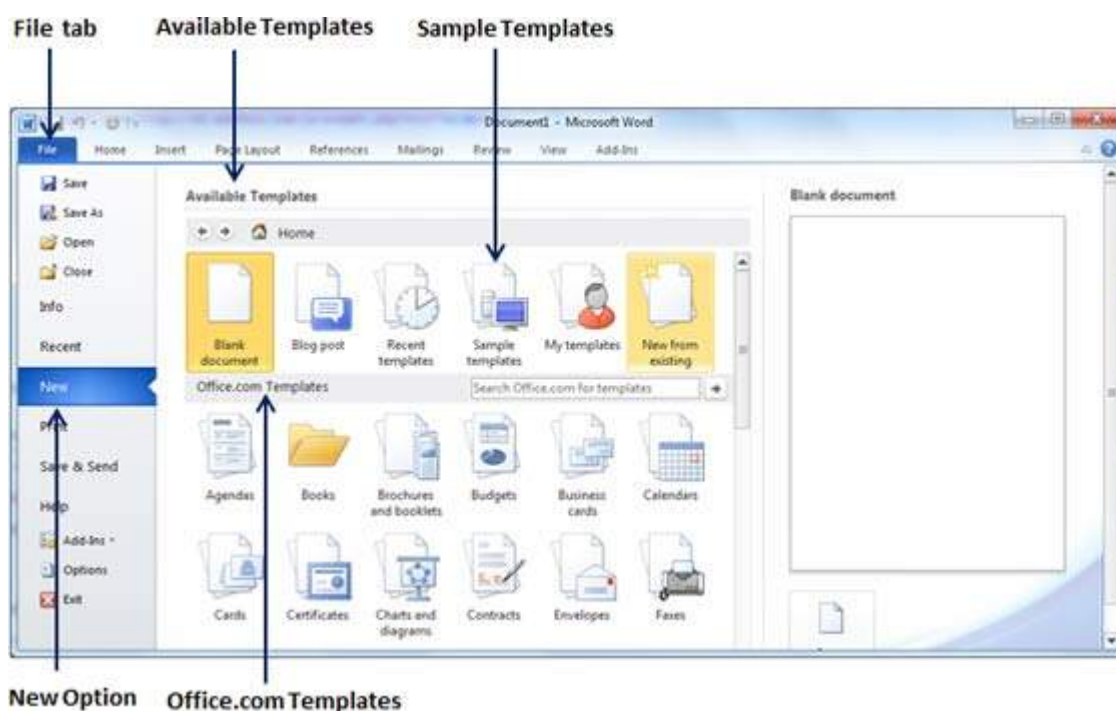 File tab Available Templates Sample Templates
Document1 - Microsoft Word
File Home Insert Page Layout References Mailings Review View Add-Ins
Save
Save As
Open
Close
Info
Recent
New
Print
Save & Send
Help
Add-Ins
Options
Exit
Available Templates
Home
Blank document
Blog post
Recent templates
Sample templates
My templates
New from existing
Office.com Templates Search Office.com for templates
Agendas
Books
Brochures and booklets
Budgets
Business cards
Calendars
Cards
Certificates
Charts and diagrams
Contracts
Envelopes
Faxes
Blank document
New Option Office.com Templates